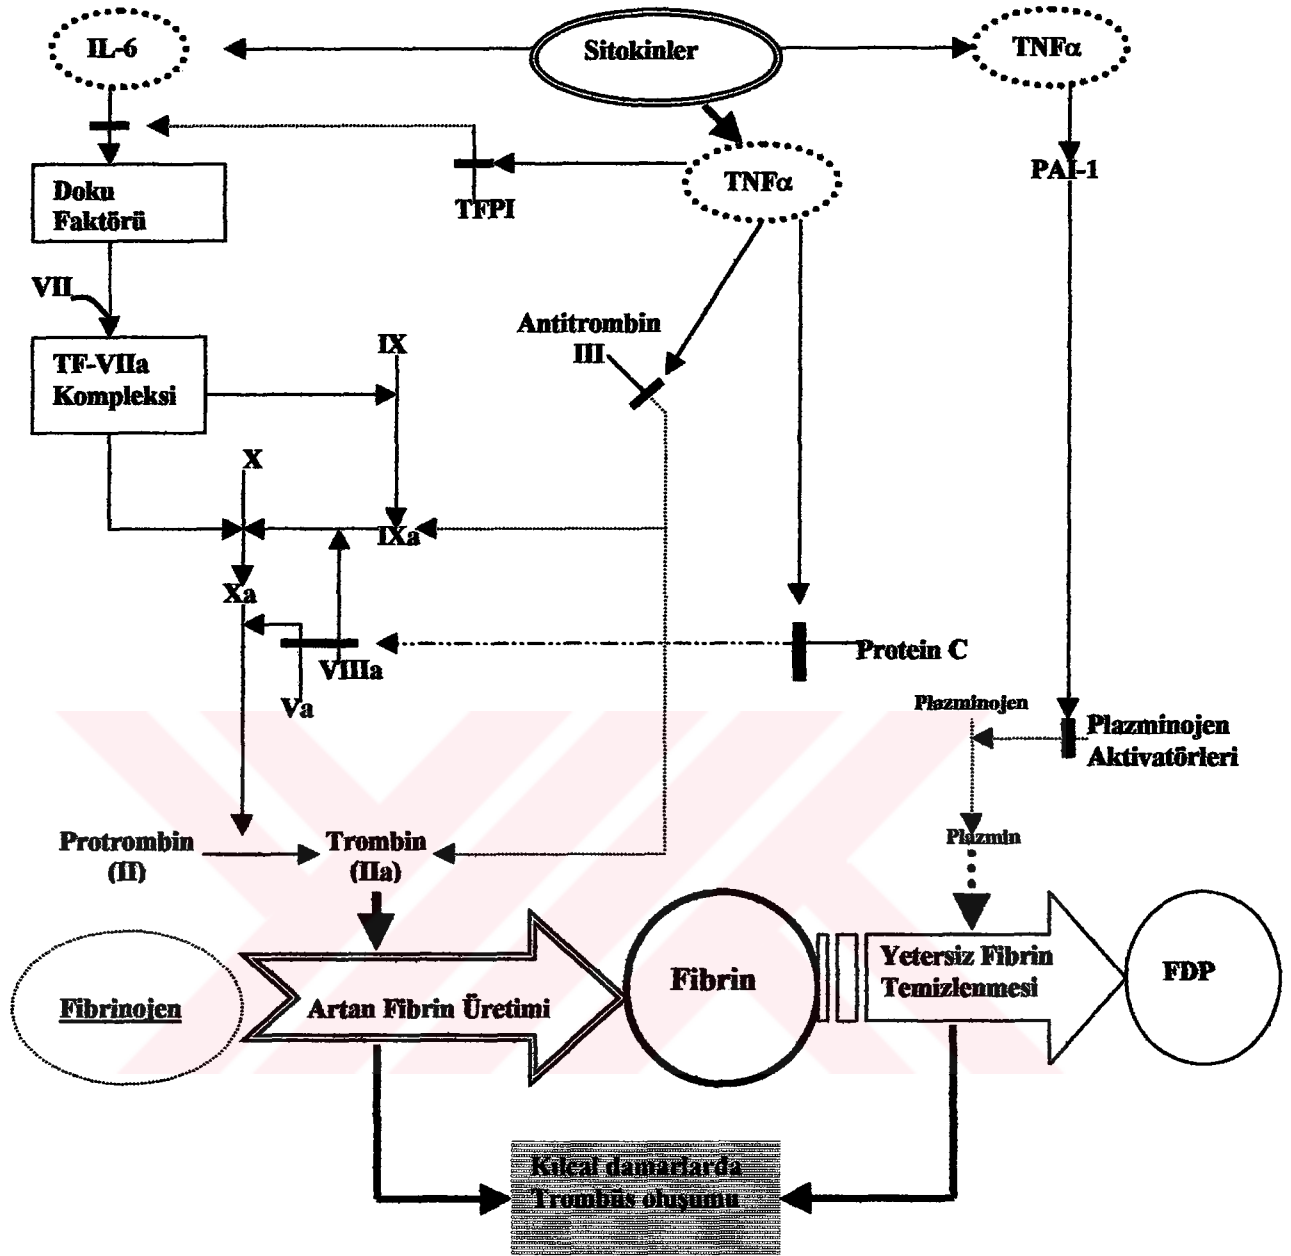 IL-6
Sitokinler
TNFα
TNFα
PAI-1
Doku
Faktörü
TFPI
VII
Antitrombin
III
IX
TF-VIIa
Kompleksi
X
IXa
Xa
Protein C
VIIIa
Va
Plazminojen
Plazminojen
Aktivatörleri
Protrombin
(II)
Trombin
(IIa)
Plazmin
Yetersiz Fibrin
Temizlenmesi
Fibrin
FDP
Fibrinojen
Artan Fibrin Üretimi
Kılcal damarlarda
Trombüs oluşumu